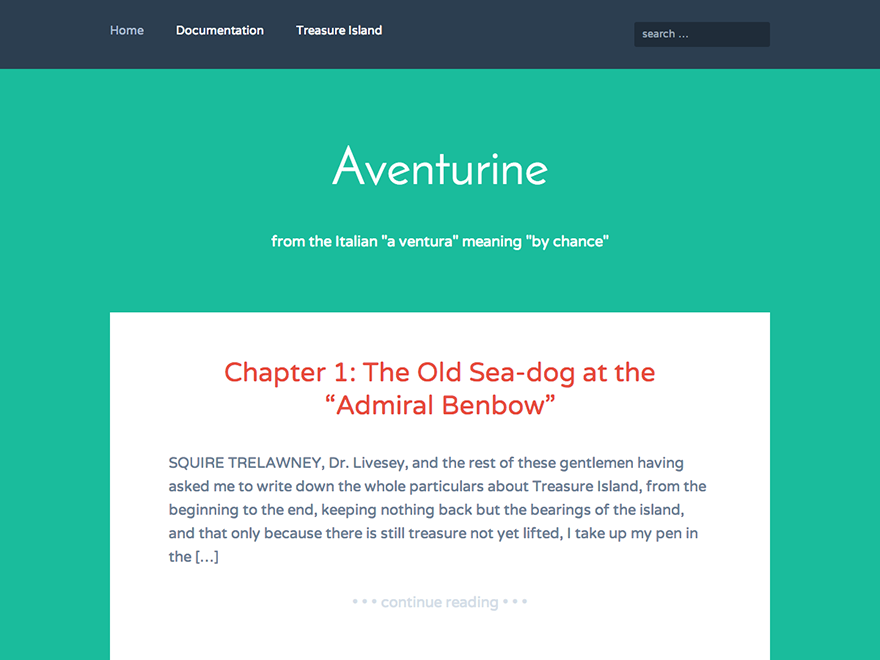 Home Documentation Treasure Island search ...
Aventurine
from the Italian "a ventura" meaning "by chance"
Chapter 1: The Old Sea-dog at the
“Admiral Benbow”
SQUIRE TRELAWNEY, Dr. Livesey, and the rest of these gentlemen having
asked me to write down the whole particulars about Treasure Island, from the
beginning to the end, keeping nothing back but the bearings of the island,
and that only because there is still treasure not yet lifted, I take up my pen in
the […]
• • • continue reading • • •